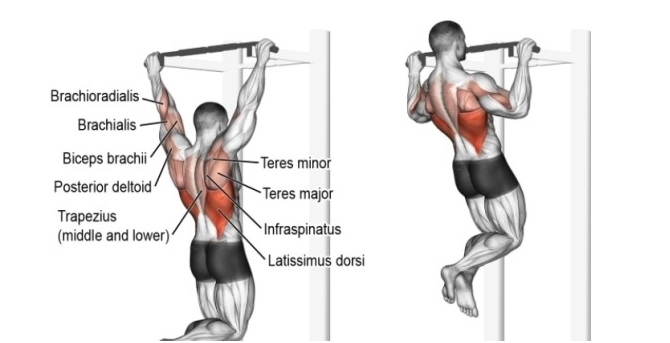 Brachioradialis
Brachialis
Biceps brachii
Posterior deltoid
Trapezius
(middle and lower)
Teres minor
Teres major
Infraspinatus
Latissimus dorsi